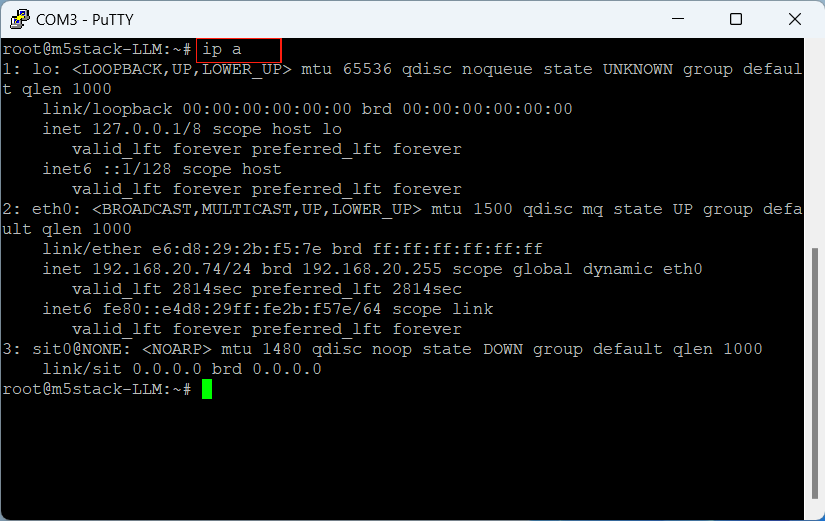 COM3 - PuTTY
root@m5stack-LLM:~# ip a
1: lo: <LOOPBACK,UP,LOWER_UP> mtu 65536 qdisc noqueue state UNKNOWN group defaul
t qlen 1000
    link/loopback 00:00:00:00:00:00 brd 00:00:00:00:00:00
    inet 127.0.0.1/8 scope host lo
       valid_lft forever preferred_lft forever
    inet6 ::1/128 scope host
       valid_lft forever preferred_lft forever
2: eth0: <BROADCAST,MULTICAST,UP,LOWER_UP> mtu 1500 qdisc mq state UP group defa
ult qlen 1000
    link/ether e6:d8:29:2b:f5:7e brd ff:ff:ff:ff:ff:ff
    inet 192.168.20.74/24 brd 192.168.20.255 scope global dynamic eth0
       valid_lft 2814sec preferred_lft 2814sec
    inet6 fe80::e4d8:29ff:fe2b:f57e/64 scope link
       valid_lft forever preferred_lft forever
3: sit0@NONE: <NOARP> mtu 1480 qdisc noop state DOWN group default qlen 1000
    link/sit 0.0.0.0 brd 0.0.0.0
root@m5stack-LLM:~#